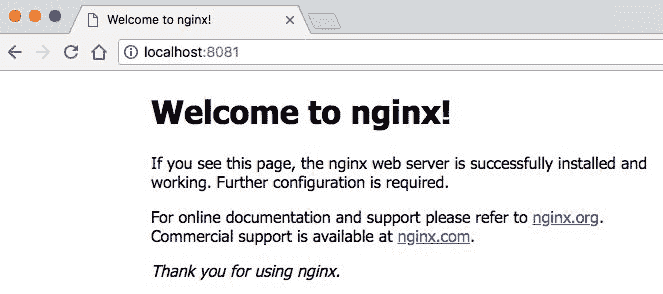 Welcome to nginx!
localhost:8081
Welcome to nginx!
If you see this page, the nginx web server is successfully installed and
working. Further configuration is required.
For online documentation and support please refer to nginx.org.
Commercial support is available at nginx.com.
Thank you for using nginx.